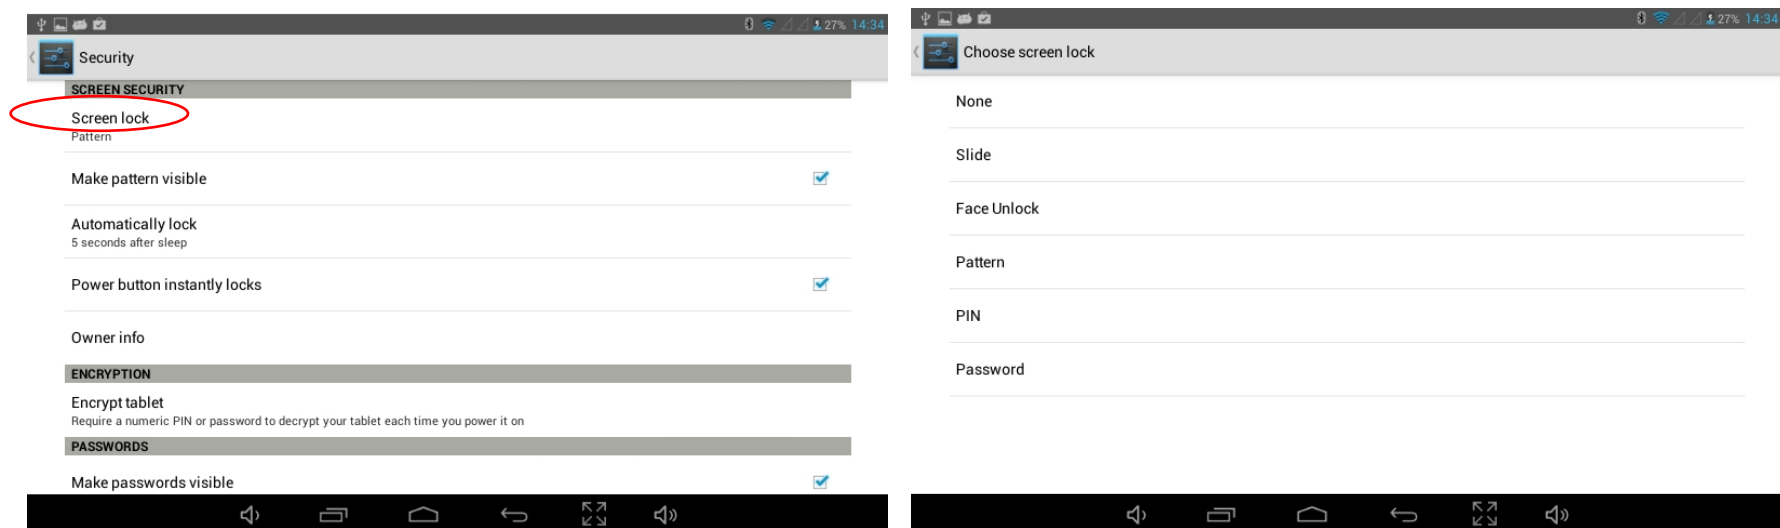 27% 14:34
Security
SCREEN SECURITY
Screen lock
Pattern
Make pattern visible
Automatically lock
5 seconds after sleep
Power button instantly locks
Owner info
ENCRYPTION
Encrypt tablet
Require a numeric PIN or password to decrypt your tablet each time you power it on
PASSWORDS
Make passwords visible
27% 14:34
Choose screen lock
None
Slide
Face Unlock
Pattern
PIN
Password